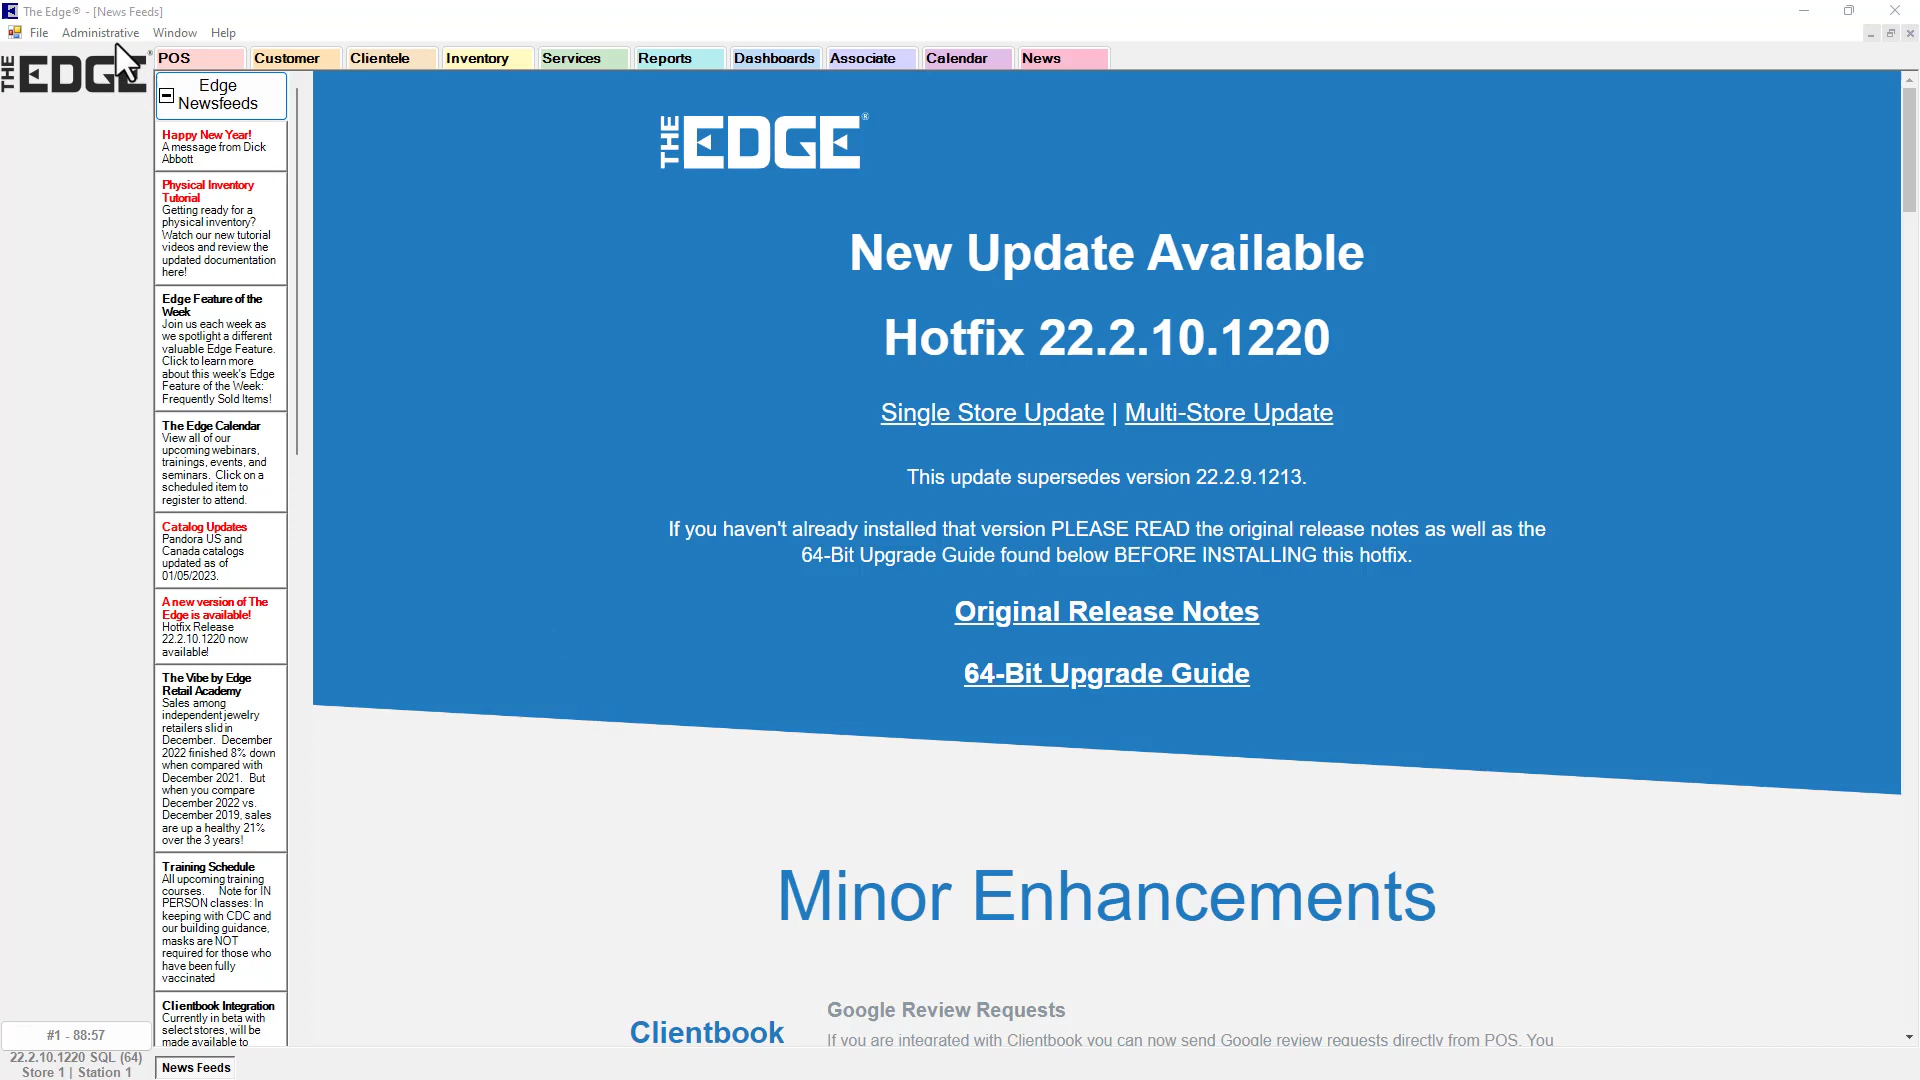 The Edge® - [News Feeds]
File Administrative Window Help
THE EDGE®
POS Customer Clientele Inventory Services Reports Dashboards Associate Calendar News
Edge
Newsfeeds
Happy New Year!
A message from Dick
Abbott
Physical Inventory
Tutorial
Getting ready for a
physical inventory?
Watch our new tutorial
videos and review the
updated documentation
here!
Edge Feature of the
Week
Join us each week as
we spotlight a different
valuable Edge Feature.
Click to learn more
about this week's Edge
Feature of the Week:
Frequently Sold Items!
The Edge Calendar
View all of our
upcoming webinars,
trainings, events, and
seminars. Click on a
scheduled item to
register to attend.
Catalog Updates
Pandora US and
Canada catalogs
updated as of
01/05/2023.
A new version of The
Edge is available!
Hotfix Release
22.2.10.1220 now
available!
The Vibe by Edge
Retail Academy
Sales among
independent jewelry
retailers slid in
December. December
2022 finished 8% down
when compared with
December 2021. But
when you compare
December 2022 vs.
December 2019, sales
are up a healthy 21%
over the 3 years!
Training Schedule
All upcoming training
courses. Note for IN
PERSON classes: In
keeping with CDC and
our building guidance,
masks are NOT
required for those who
have been fully
vaccinated
Clientbook Integration
Currently in beta with
select stores, will be
made available to
THE EDGE®
New Update Available
Hotfix 22.2.10.1220
Single Store Update | Multi-Store Update
This update supersedes version 22.2.9.1213.
If you haven't already installed that version PLEASE READ the original release notes as well as the
64-Bit Upgrade Guide found below BEFORE INSTALLING this hotfix.
Original Release Notes
64-Bit Upgrade Guide
Minor Enhancements
Clientbook
Google Review Requests
If you are integrated with Clientbook you can now send Google review requests directly from POS. You
#1 - 88:57
22.2.10.1220 SQL (64)
Store 1 | Station 1
News Feeds